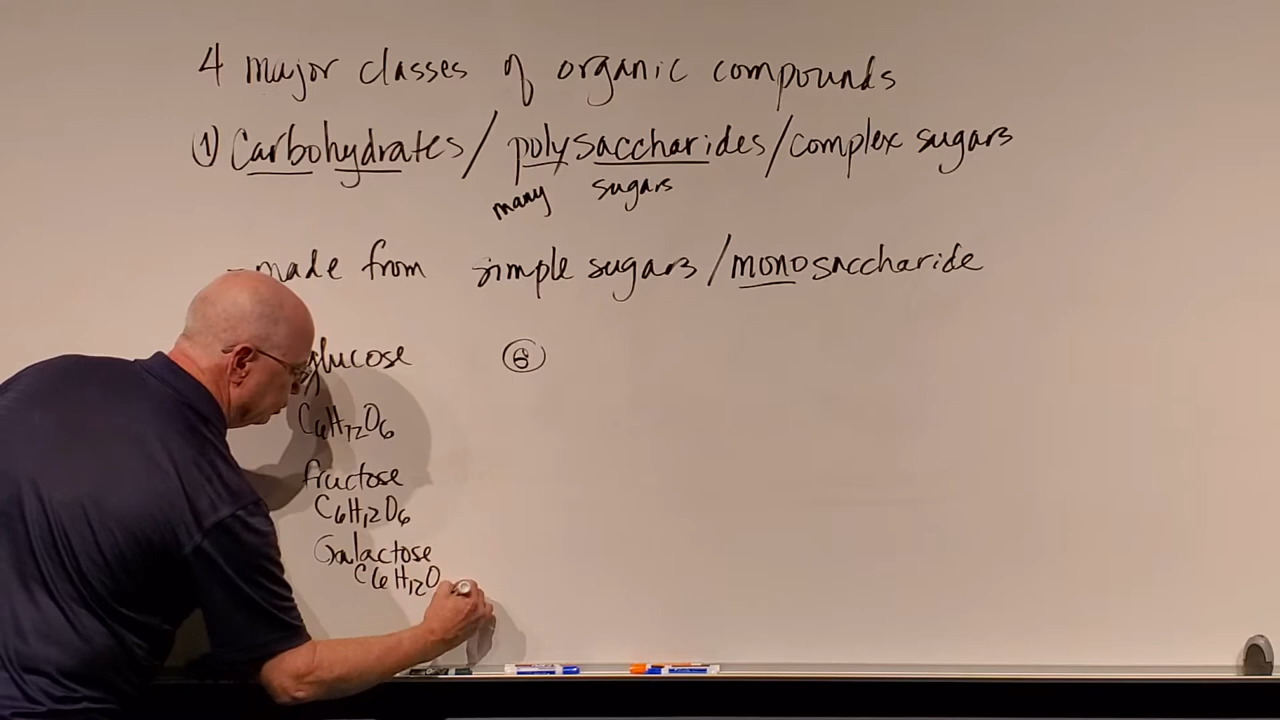 4 major classes of organic compounds
① Carbohydrates / polysaccharides / complex sugars
many sugars
- made from simple sugars / monosaccharide
glucose ⑥
C₆H₁₂O₆
fructose
C₆H₁₂O₆
Galactose
C₆H₁₂O